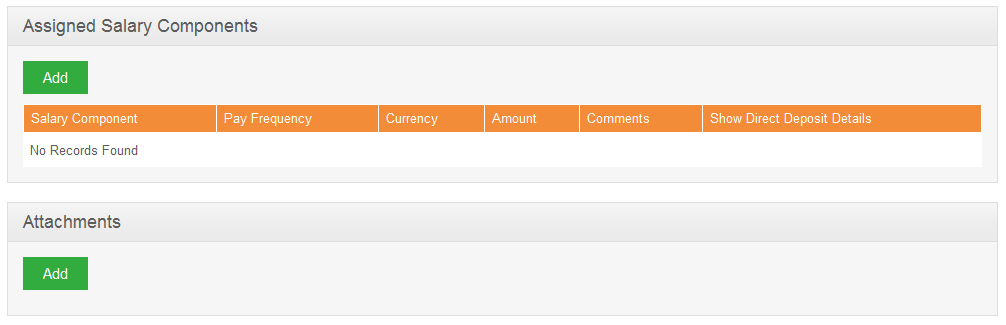 Assigned Salary Components
Add
Salary Component Pay Frequency Currency Amount Comments Show Direct Deposit Details
No Records Found
Attachments
Add